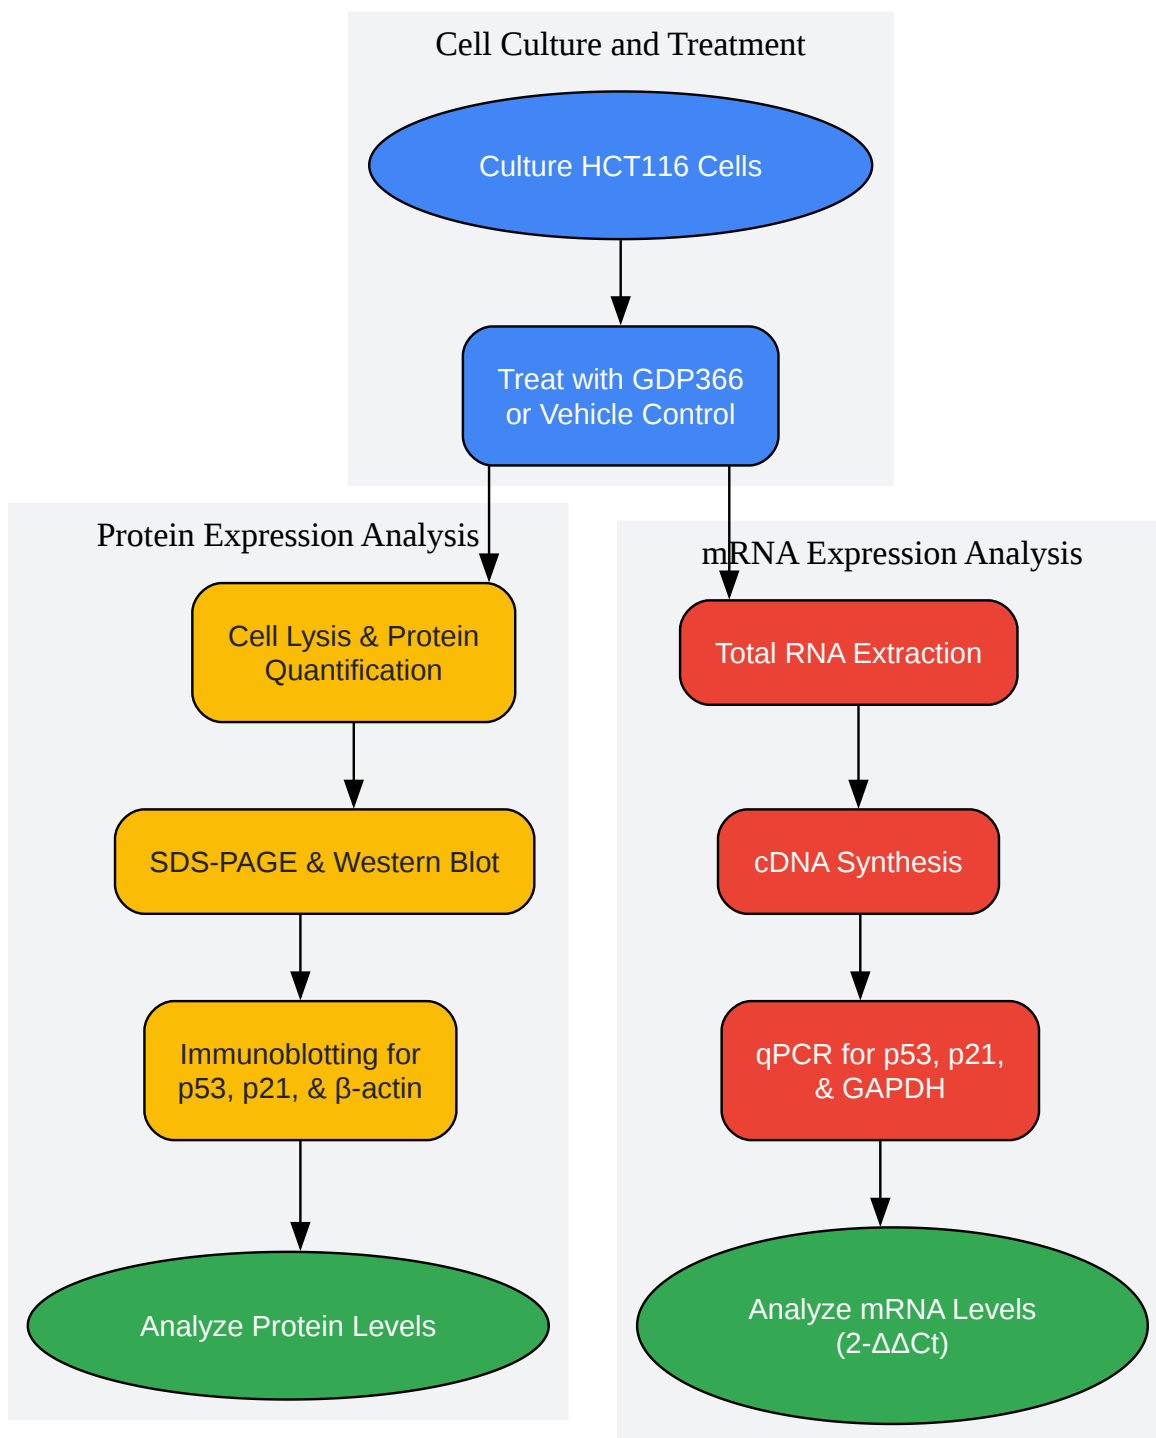 Cell Culture and Treatment
Culture HCT116 Cells
Treat with GDP366
or Vehicle Control
Protein Expression Analysis
Cell Lysis & Protein
Quantification
SDS-PAGE & Western Blot
Immunoblotting for
p53, p21, & β-actin
Analyze Protein Levels
mRNA Expression Analysis
Total RNA Extraction
cDNA Synthesis
qPCR for p53, p21,
& GAPDH
Analyze mRNA Levels
(2-ΔΔCt)